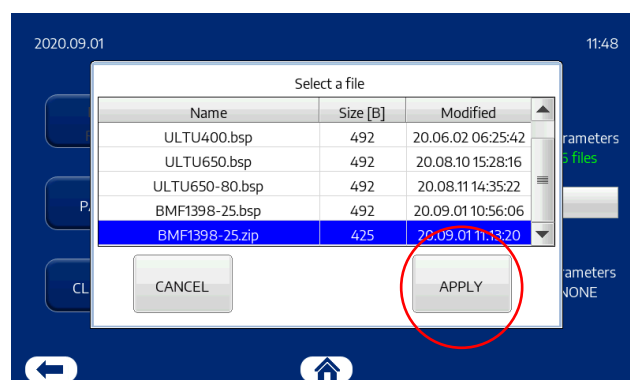 2020.09.01 11:48
Select a file
Name Size [B] Modified
ULTU400.bsp 492 20.06.02 06:25:42
ULTU650.bsp 492 20.08.10 15:28:16
ULTU650-80.bsp 492 20.08.11 14:35:22
BMF1398-25.bsp 492 20.09.01 10:56:06
BMF1398-25.zip 425 20.09.01 11:13:20
CANCEL APPLY
files
CL
NONE